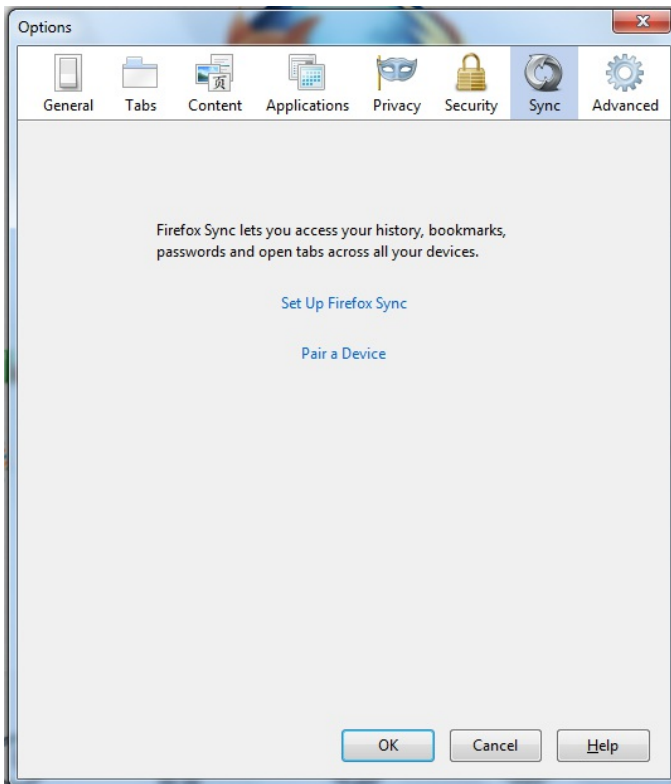 Options
x
General Tabs Content Applications Privacy Security Sync Advanced
页
Firefox Sync lets you access your history, bookmarks,
passwords and open tabs across all your devices.
Set Up Firefox Sync
Pair a Device
OK Cancel Help